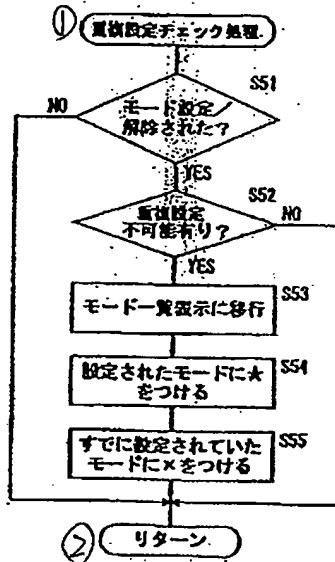 ① 重複設定チェック処理
S51
NO
モード設定/
解除された?
YES
S52
重複設定
不可能有り?
NO
YES
モード一覧表示に移行
S53
設定されたモードに★
をつける
S54
すでに設定されていた
モードに×をつける
S55
② リターン